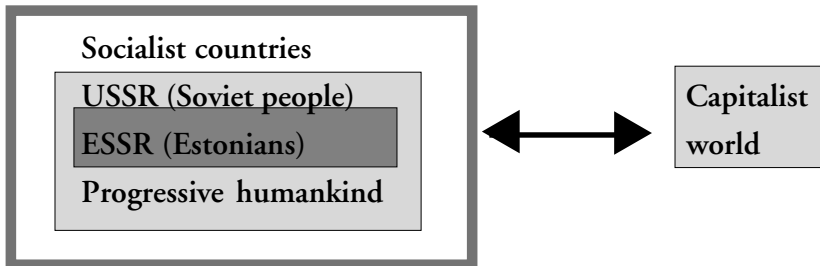 Socialist countries
USSR (Soviet people)
ESSR (Estonians)
Progressive humankind
Capitalist
world